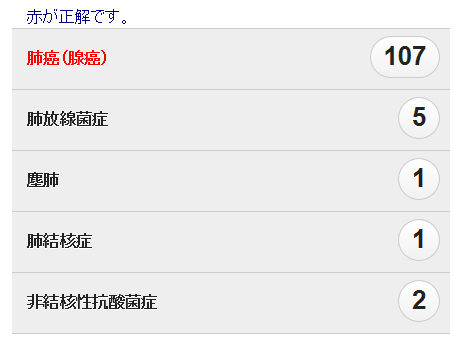 赤が正解です。
肺癌(腺癌) 107
肺放線菌症 5
塵肺 1
肺結核症 1
非結核性抗酸菌症 2